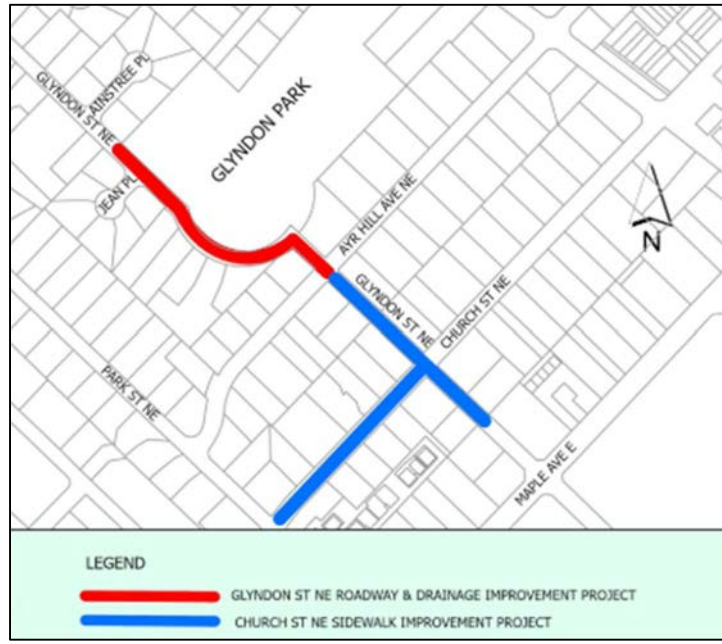 AINSTREE PL
GLYNDON ST NE
GLYNDON PARK
JEAN PL
AYR HILL AVE NE
N
GLYNDON ST NE
CHURCH ST NE
PARK ST NE
MAPLE AVE E
LEGEND
GLYNDON ST NE ROADWAY & DRAINAGE IMPROVEMENT PROJECT
CHURCH ST NE SIDEWALK IMPROVEMENT PROJECT